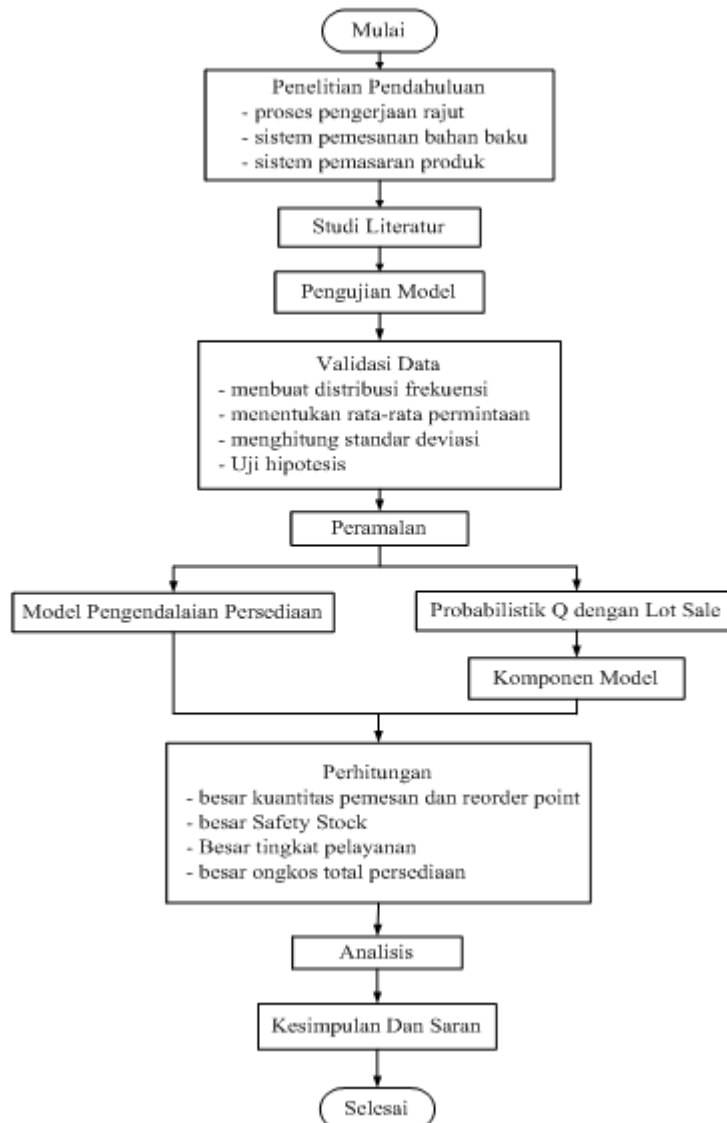 Mulai
Penelitian Pendahuluan
- proses pengerjaan rajut
- sistem pemesanan bahan baku
- sistem pemasaran produk
Studi Literatur
Pengujian Model
Validasi Data
- menbuat distribusi frekuensi
- menentukan rata-rata permintaan
- menghitung standar deviasi
- Uji hipotesis
Peramalan
Model Pengendalaian Persediaan
Probabilistik Q dengan Lot Sale
Komponen Model
Perhitungan
- besar kuantitas pemesan dan reorder point
- besar Safety Stock
- Besar tingkat pelayanan
- besar ongkos total persediaan
Analisis
Kesimpulan Dan Saran
Selesai